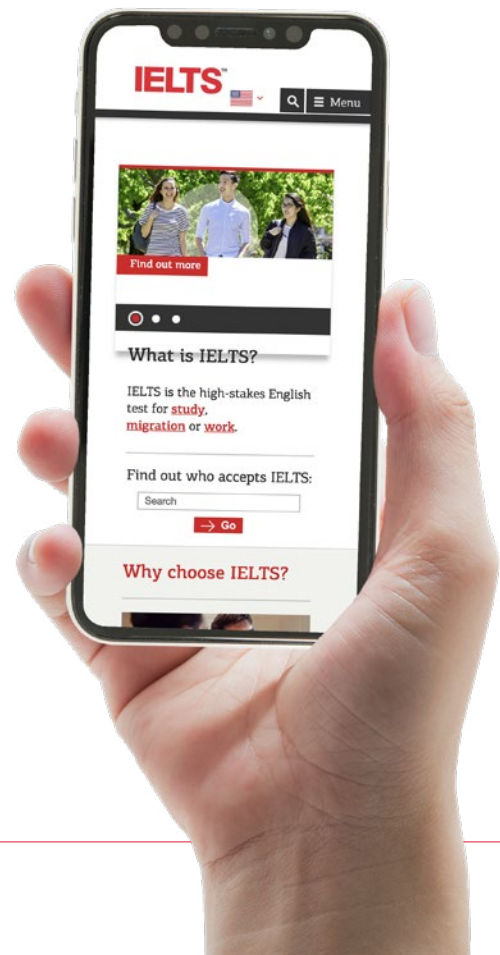 IELTS™
Menu
Find out more
What is IELTS?
IELTS is the high-stakes English
test for study,
migration or work.
Find out who accepts IELTS:
Search
→ Go
Why choose IELTS?